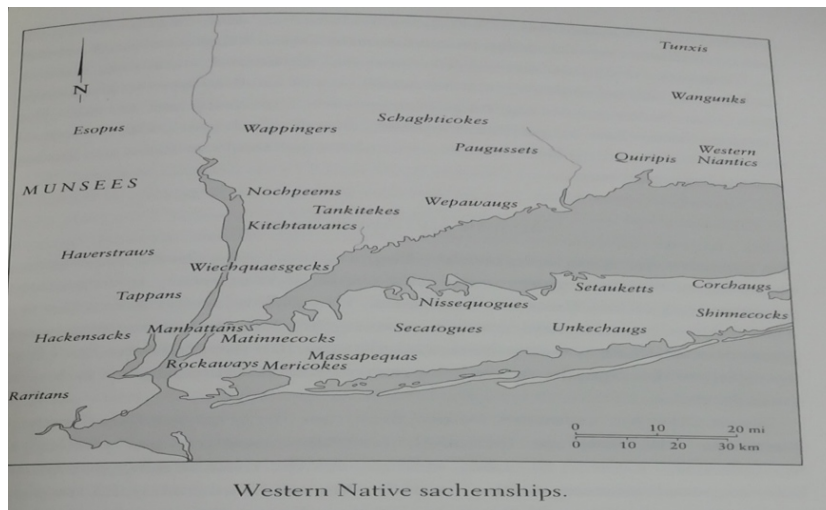 Tunxis
N
Wangunks
Esopus
Wappingers
Schaghticokes
Paugussets
Quiripis
Western
Niantics
MUNSEES
Nochpeems
Tankitekes
Wepawaugs
Kitchtawancs
Haverstraws
Wiechquaesgecks
Tappans
Nissequogues
Setauketts
Corchaugs
Hackensacks
Manhattans
Matinnecocks
Secatogues
Unkechaugs
Shinnecocks
Rockaways
Mericokes
Massapequas
Raritans
0 10 20 mi
0 10 20 30 km
Western Native sachemships.